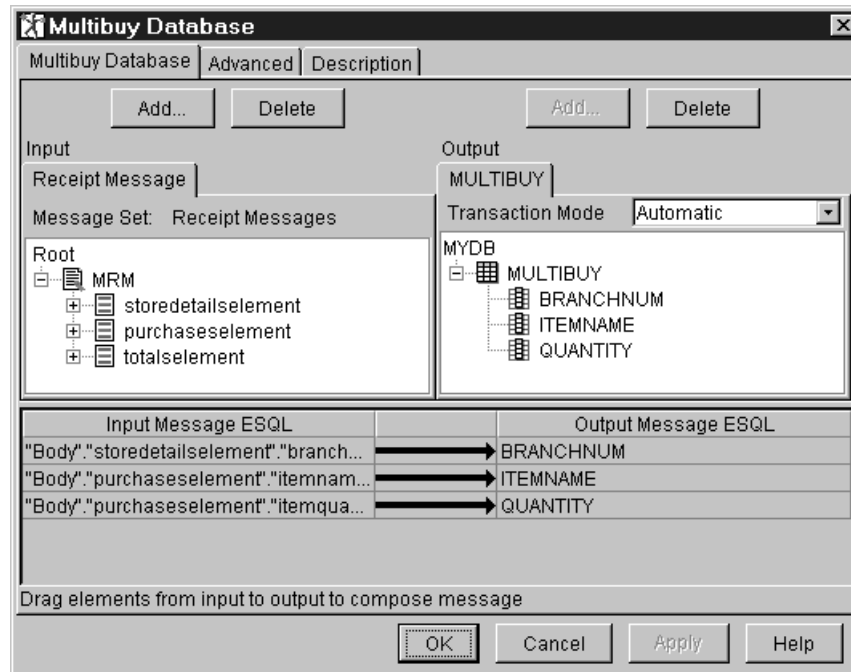 Multibuy Database
Multibuy Database Advanced Description
Add... Delete Add... Delete
Input Output
Receipt Message MULTIBUY
Message Set: Receipt Messages Transaction Mode Automatic
Root MYDB
MRM MULTIBUY
storedetailselement BRANCHNUM
purchaseselement ITEMNAME
totalselement QUANTITY
Input Message ESQL Output Message ESQL
"Body"."storedetailselement"."branch... BRANCHNUM
"Body"."purchaseselement"."itemnam... ITEMNAME
"Body"."purchaseselement"."itemqua... QUANTITY
Drag elements from input to output to compose message
OK Cancel Apply Help